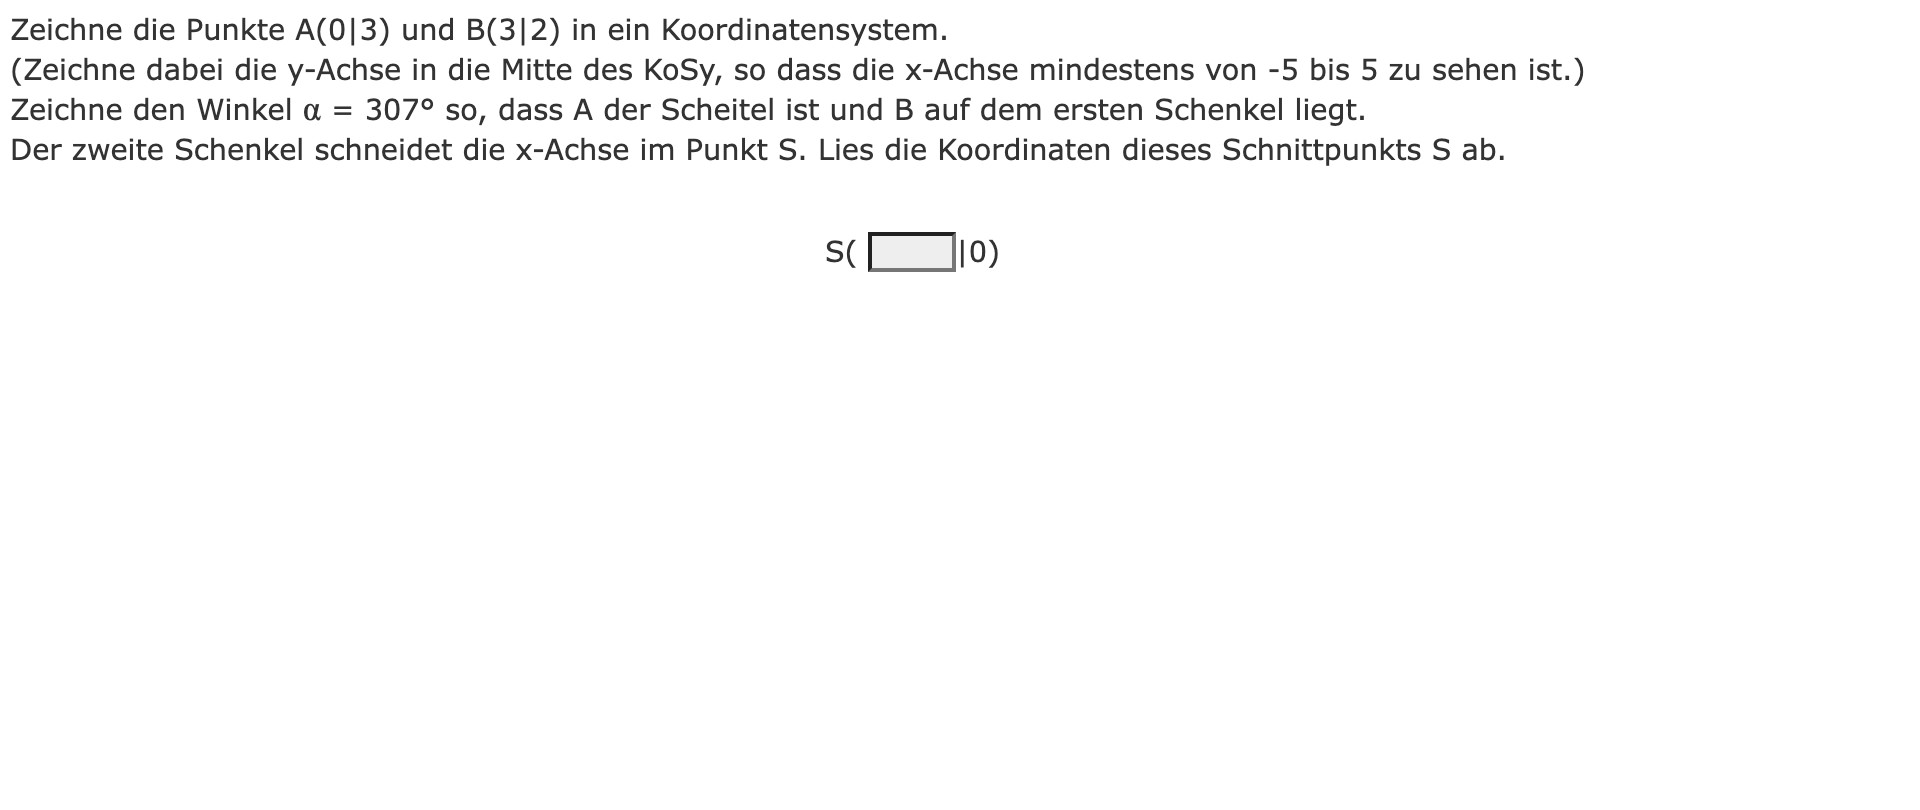 Zeichne die Punkte A(0|3) und B(3|2) in ein Koordinatensystem.
(Zeichne dabei die y-Achse in die Mitte des KoSy, so dass die x-Achse mindestens von -5 bis 5 zu sehen ist.)
Zeichne den Winkel α = 307° so, dass A der Scheitel ist und B auf dem ersten Schenkel liegt.
Der zweite Schenkel schneidet die x-Achse im Punkt S. Lies die Koordinaten dieses Schnittpunkts S ab.
S( |0)